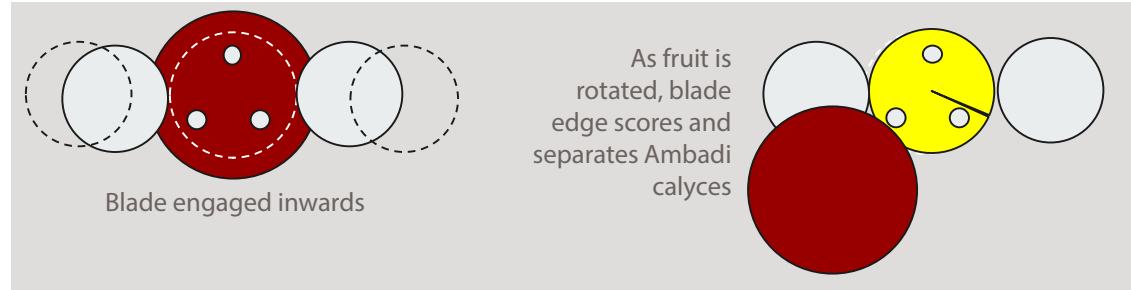 Blade engaged inwards
As fruit is
rotated, blade
edge scores and
separates Ambadi
calyces